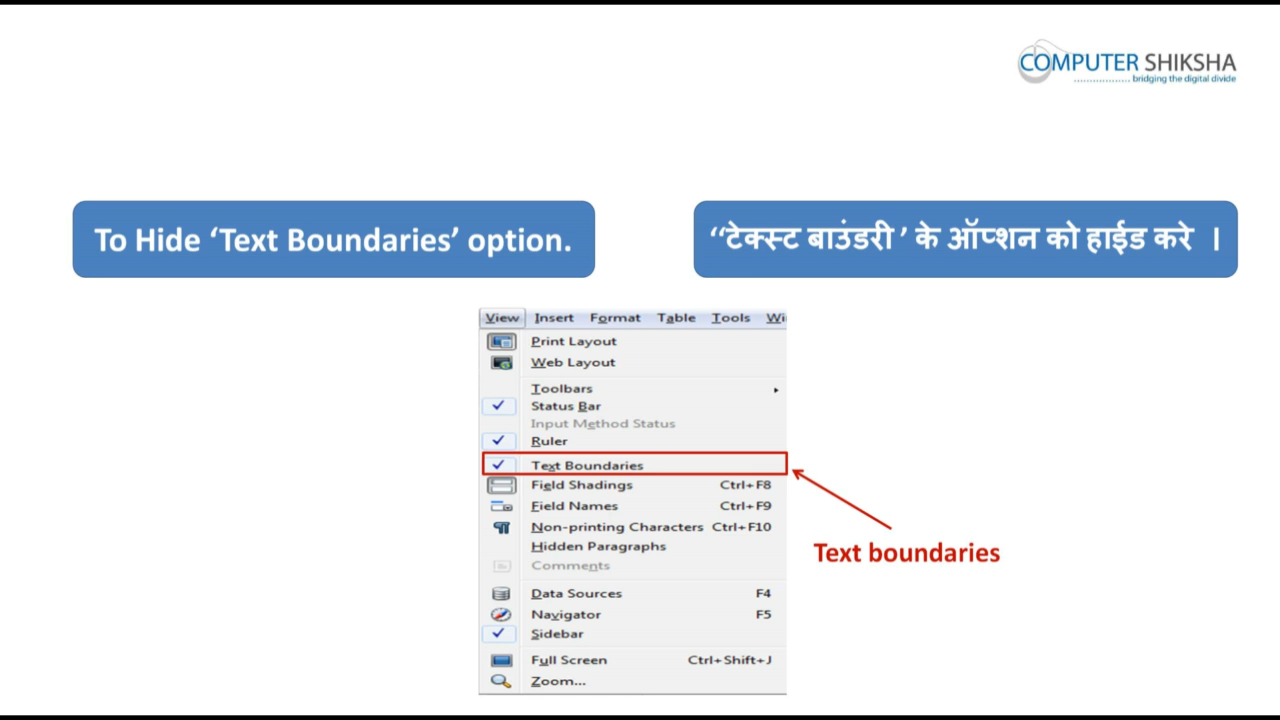 COMPUTER SHIKSHA
.................. bridging the digital divide
To Hide ‘Text Boundaries’ option.
‘‘टेक्स्ट बाउंडरी ’ के ऑप्शन को हाईड करे ।
View Insert Format Table Tools Wi
Print Layout
Web Layout
Toolbars
Status Bar
Input Method Status
Ruler
Text Boundaries
Field Shadings Ctrl+F8
Field Names Ctrl+F9
Non-printing Characters Ctrl+F10
Hidden Paragraphs
Comments
Text boundaries
Data Sources F4
Navigator F5
Sidebar
Full Screen Ctrl+Shift+J
Zoom...